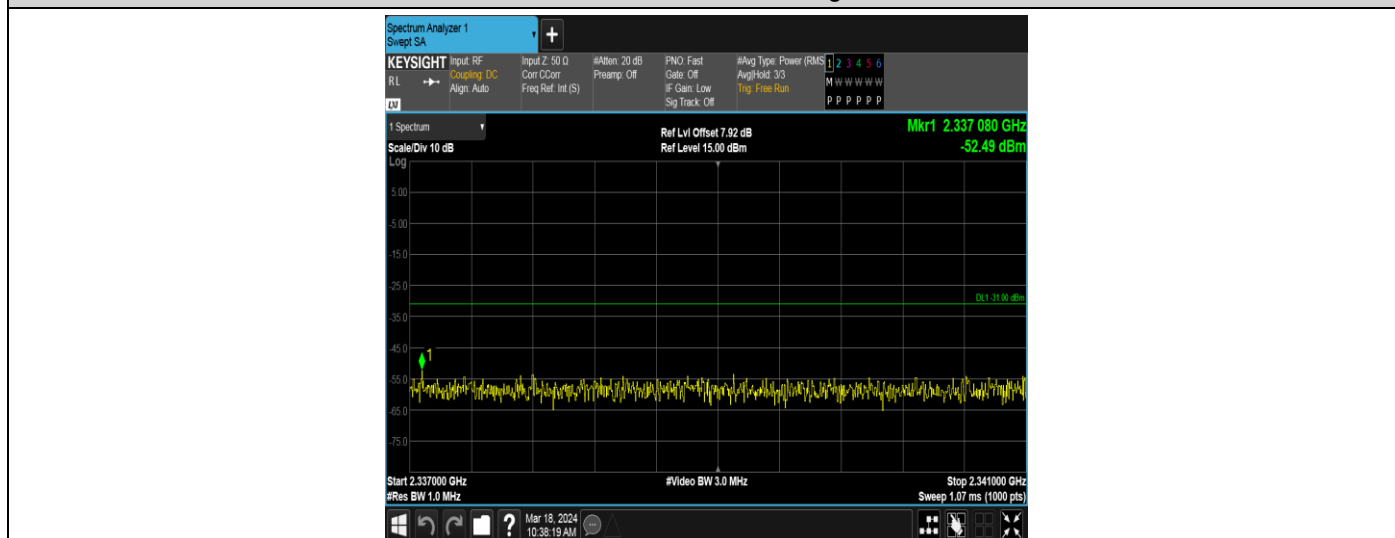 Spectrum Analyzer 1
Swept SA
+
KEYSIGHT
RL
LXI
Input: RF
Coupling: DC
Align: Auto
Input Z: 50 Ω
Corr CCorr
Freq Ref: Int (S)
#Atten: 20 dB
Preamp: Off
PNO: Fast
Gate: Off
IF Gain: Low
Sig Track: Off
#Avg Type: Power (RMS
Avg|Hold: 3/3
Trig: Free Run
1 2 3 4 5 6
M W W W W W
P P P P P P
1 Spectrum
Scale/Div 10 dB
Ref Lvl Offset 7.92 dB
Ref Level 15.00 dBm
Mkr1 2.337 080 GHz
-52.49 dBm
Log
5.00
-5.00
-15.0
-25.0
DL1 -31.00 dBm
-35.0
-45.0
1
-55.0
-65.0
-75.0
Start 2.337000 GHz
#Video BW 3.0 MHz
Stop 2.341000 GHz
#Res BW 1.0 MHz
Sweep 1.07 ms (1000 pts)
?
Mar 18, 2024
10:38:19 AM